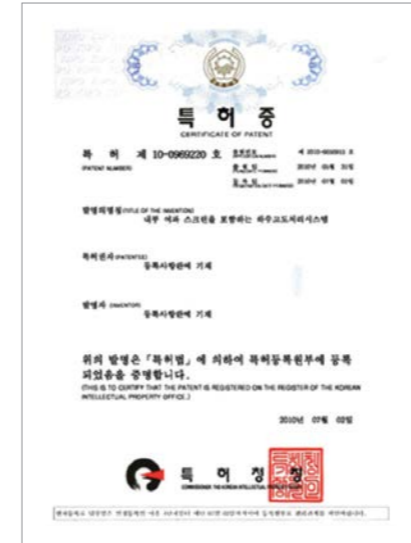 특 허 증
CERTIFICATE OF PATENT
특 허 제 10-0969220 호
(PATENT NUMBER)
발명의명칭 (TITLE OF THE INVENTION)
내부 여과 스크린을 포함하는 하우고도처리시스템
특허권자 (PATENTEE)
등록사항란에 기재
발명자 (INVENTOR)
등록사항란에 기재
위의 발명은 「특허법」에 의하여 특허등록원부에 등록
되었음을 증명합니다.
(THIS IS TO CERTIFY THAT THE PATENT IS REGISTERED ON THE REGISTER OF THE KOREAN
INTELLECTUAL PROPERTY OFFICE.)
2010년 07월 02일
특 허 청 장